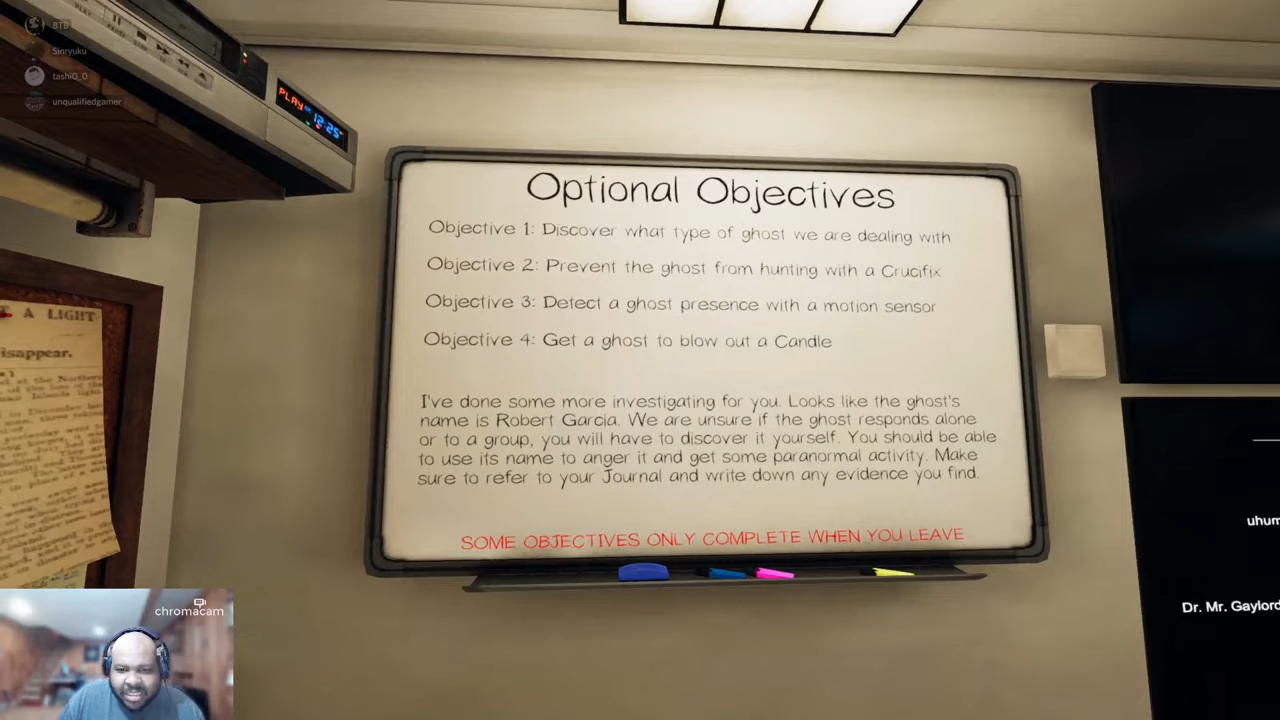 BTB
Sinryuku
tashi0_0
unqualifiedgamer
PLAY
12:25
Optional Objectives
Objective 1: Discover what type of ghost we are dealing with
Objective 2: Prevent the ghost from hunting with a Crucifix
Objective 3: Detect a ghost presence with a motion sensor
Objective 4: Get a ghost to blow out a Candle
I've done some more investigating for you. Looks like the ghost's
name is Robert Garcia. We are unsure if the ghost responds alone
or to a group, you will have to discover it yourself. You should be able
to use its name to anger it and get some paranormal activity. Make
sure to refer to your Journal and write down any evidence you find.
SOME OBJECTIVES ONLY COMPLETE WHEN YOU LEAVE
A LIGHT
isappear.
uhum
Dr. Mr. Gaylord
chromacam